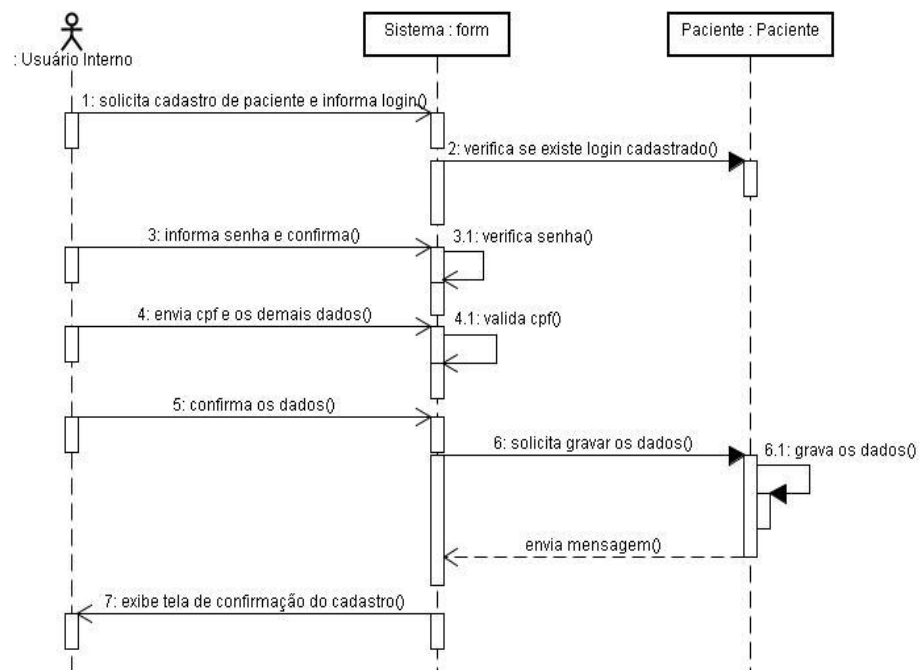 Sistema : form
Paciente : Paciente
: Usuário Interno
1: solicita cadastro de paciente e informa login()
2: verifica se existe login cadastrado()
3: informa senha e confirma()
3.1: verifica senha()
4: envia cpf e os demais dados()
4.1: valida cpf()
5: confirma os dados()
6: solicita gravar os dados()
6.1: grava os dados()
envia mensagem()
7: exibe tela de confirmação do cadastro()